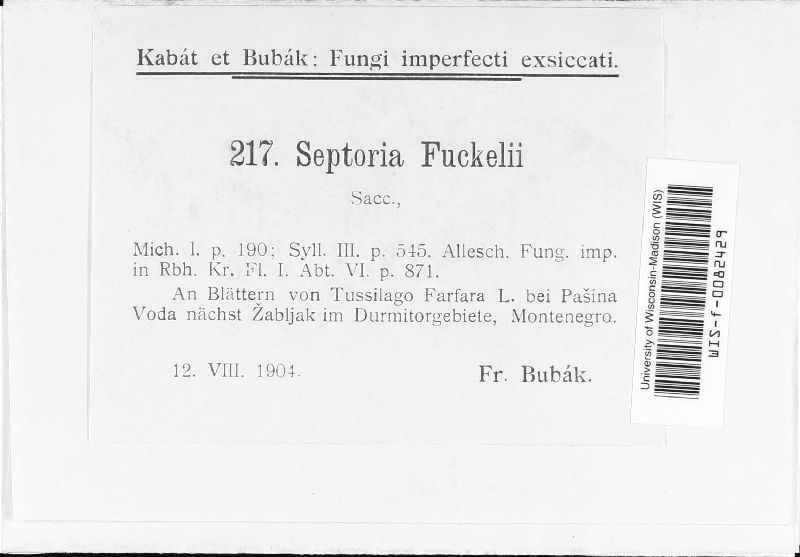 Kabát et Bubák: Fungi imperfecti exsiccati.
217. Septoria Fuckelii
Sacc.,
Mich. I. p. 190; Syll. III. p. 545. Allesch. Fung. imp.
in Rbh. Kr. Fl. I. Abt. VI. p. 871.
An Blättern von Tussilago Farfara L. bei Pašina
Voda nächst Žabljak im Durmitorgebiete, Montenegro.
12. VIII. 1904.
Fr. Bubák.
University of Wisconsin-Madison (WIS)
WIS-f-0082429